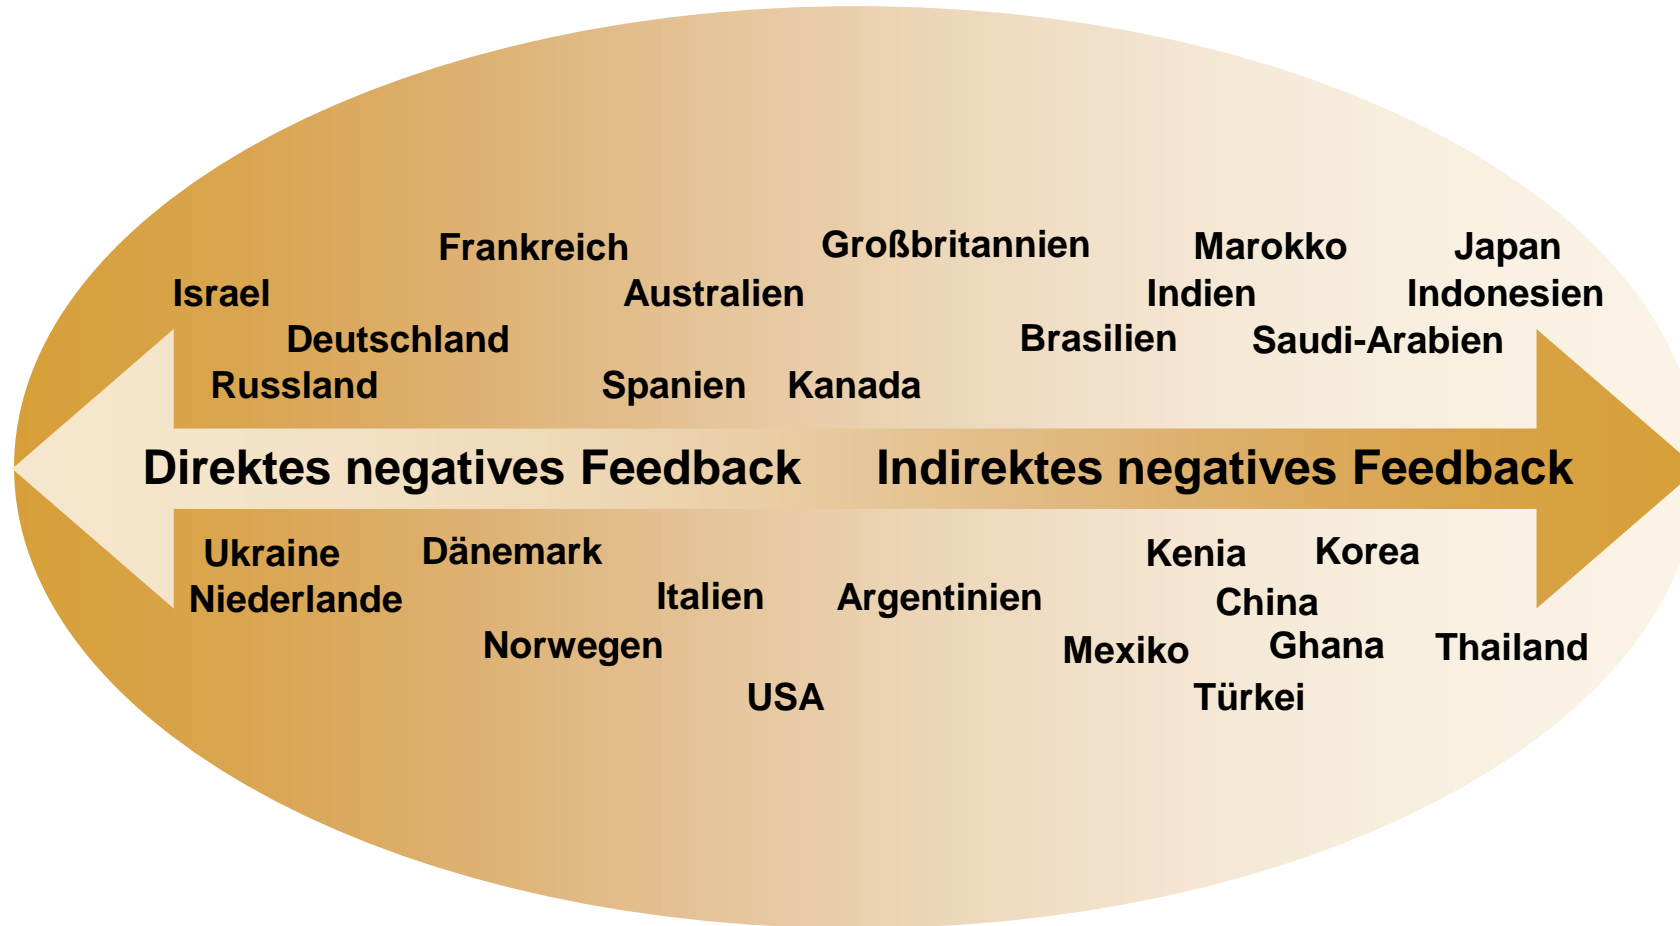 Frankreich Großbritannien Marokko Japan
Israel Australien Indien Indonesien
Deutschland Brasilien Saudi-Arabien
Russland Spanien Kanada
Direktes negatives Feedback Indirektes negatives Feedback
Ukraine Dänemark Kenia Korea
Niederlande Italien Argentinien China
Norwegen Mexiko Ghana Thailand
USA Türkei